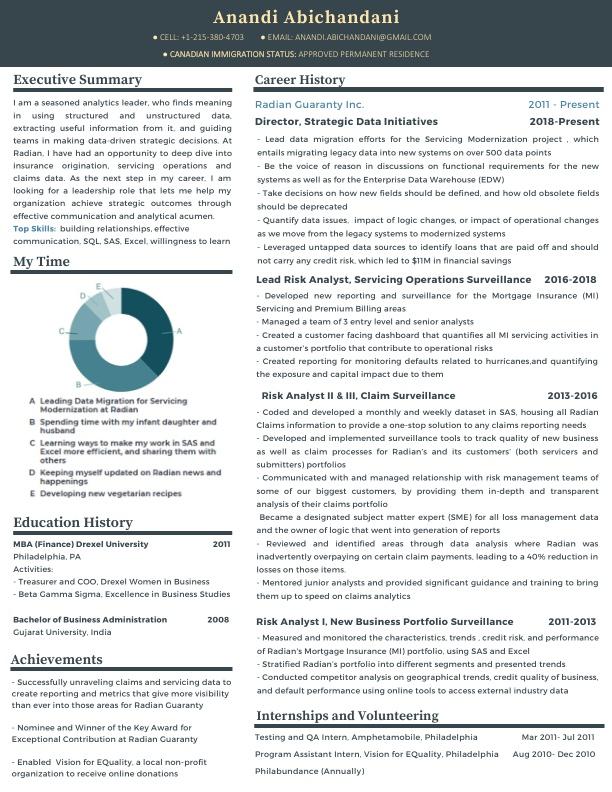 Anandi Abichandani
● CELL: +1-215-380-4703 ● EMAIL: ANANDI.ABICHANDANI@GMAIL.COM
● CANADIAN IMMIGRATION STATUS: APPROVED PERMANENT RESIDENCE
Executive Summary
I am a seasoned analytics leader, who finds meaning
in using structured and unstructured data,
extracting useful information from it, and guiding
teams in making data-driven strategic decisions. At
Radian, I have had an opportunity to deep dive into
insurance origination, servicing operations and
claims data. As the next step in my career, I am
looking for a leadership role that lets me help my
organization achieve strategic outcomes through
effective communication and analytical acumen.
Top Skills: building relationships, effective
communication, SQL, SAS, Excel, willingness to learn
My Time
E
D
C
A
B
A Leading Data Migration for Servicing
Modernization at Radian
B Spending time with my infant daughter and
husband
C Learning ways to make my work in SAS and
Excel more efficient, and sharing them with
others
D Keeping myself updated on Radian news and
happenings
E Developing new vegetarian recipes
Education History
MBA (Finance) Drexel University 2011
Philadelphia, PA
Activities:
- Treasurer and COO, Drexel Women in Business
- Beta Gamma Sigma, Excellence in Business Studies
Bachelor of Business Administration 2008
Gujarat University, India
Achievements
- Successfully unraveling claims and servicing data to
create reporting and metrics that give more visibility
than ever into those areas for Radian Guaranty
- Nominee and Winner of the Key Award for
Exceptional Contribution at Radian Guaranty
- Enabled Vision for EQuality, a local non-profit
organization to receive online donations
Career History
Radian Guaranty Inc. 2011 - Present
Director, Strategic Data Initiatives 2018-Present
- Lead data migration efforts for the Servicing Modernization project , which
entails migrating legacy data into new systems on over 500 data points
- Be the voice of reason in discussions on functional requirements for the new
systems as well as for the Enterprise Data Warehouse (EDW)
- Take decisions on how new fields should be defined, and how old obsolete fields
should be deprecated
- Quantify data issues, impact of logic changes, or impact of operational changes
as we move from the legacy systems to modernized systems
- Leveraged untapped data sources to identify loans that are paid off and should
not carry any credit risk, which led to $11M in financial savings
Lead Risk Analyst, Servicing Operations Surveillance 2016-2018
- Developed new reporting and surveillance for the Mortgage Insurance (MI)
Servicing and Premium Billing areas
- Managed a team of 3 entry level and senior analysts
- Created a customer facing dashboard that quantifies all MI servicing activities in
a customer's portfolio that contribute to operational risks
- Created reporting for monitoring defaults related to hurricanes,and quantifying
the exposure and capital impact due to them
Risk Analyst II & III, Claim Surveillance 2013-2016
- Coded and developed a monthly and weekly dataset in SAS, housing all Radian
Claims information to provide a one-stop solution to any claims reporting needs
- Developed and implemented surveillance tools to track quality of new business
as well as claim processes for Radian's and its customers' (both servicers and
submitters) portfolios
- Communicated with and managed relationship with risk management teams of
some of our biggest customers, by providing them in-depth and transparent
analysis of their claims portfolio
Became a designated subject matter expert (SME) for all loss management data
and the owner of logic that went into generation of reports
- Reviewed and identified areas through data analysis where Radian was
inadvertently overpaying on certain claim payments, leading to a 40% reduction in
losses on those items.
- Mentored junior analysts and provided significant guidance and training to bring
them up to speed on claims analytics
Risk Analyst I, New Business Portfolio Surveillance 2011-2013
- Measured and monitored the characteristics, trends , credit risk, and performance
of Radian's Mortgage Insurance (MI) portfolio, using SAS and Excel
- Stratified Radian's portfolio into different segments and presented trends
- Conducted competitor analysis on geographical trends, credit quality of business,
and default performance using online tools to access external industry data
Internships and Volunteering
Testing and QA Intern, Amphetamobile, Philadelphia Mar 2011- Jul 2011
Program Assistant Intern, Vision for EQuality, Philadelphia Aug 2010- Dec 2010
Philabundance (Annually)